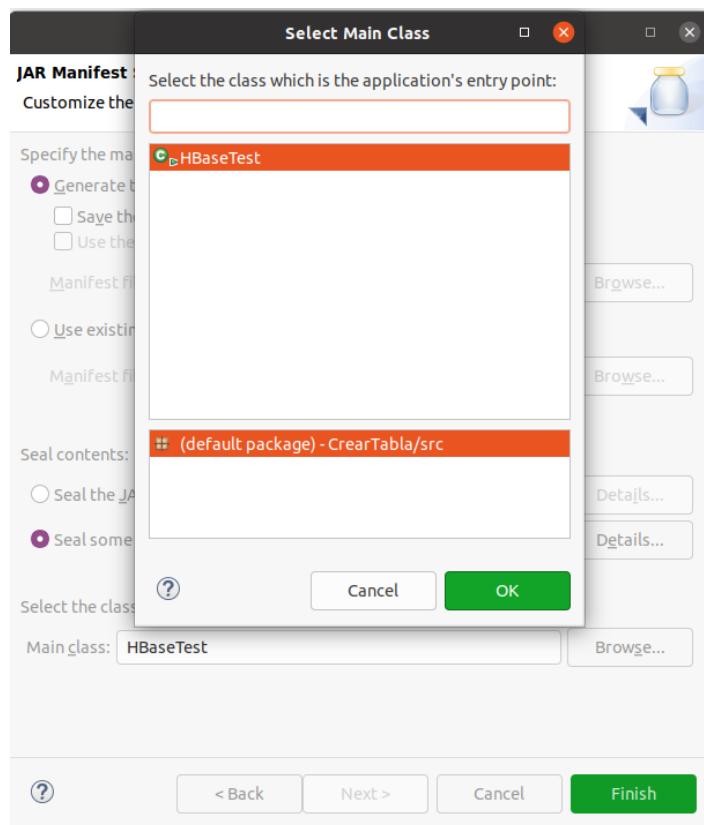 Select Main Class
JAR Manifest
Customize the
Select the class which is the application's entry point:
Specify the ma
HBaseTest
Generate t
Save the
Use the
Manifest fi
Browse...
Use existin
Manifest fi
Browse...
(default package) - CrearTabla/src
Seal contents:
Seal the JA
Details...
Seal some
Details...
Cancel
OK
Select the class
Main class:
HBaseTest
Browse...
< Back
Next >
Cancel
Finish